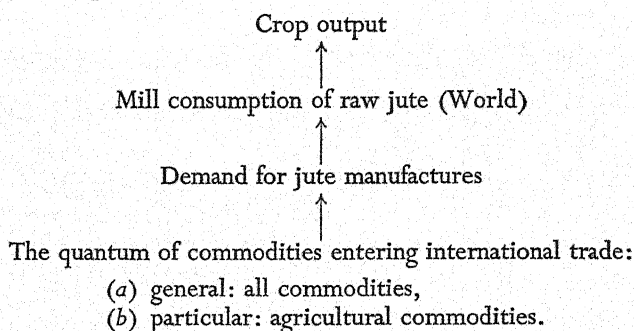 Crop output
Mill consumption of raw jute (World)
Demand for jute manufactures
The quantum of commodities entering international trade:
(a) general: all commodities,
(b) particular: agricultural commodities.